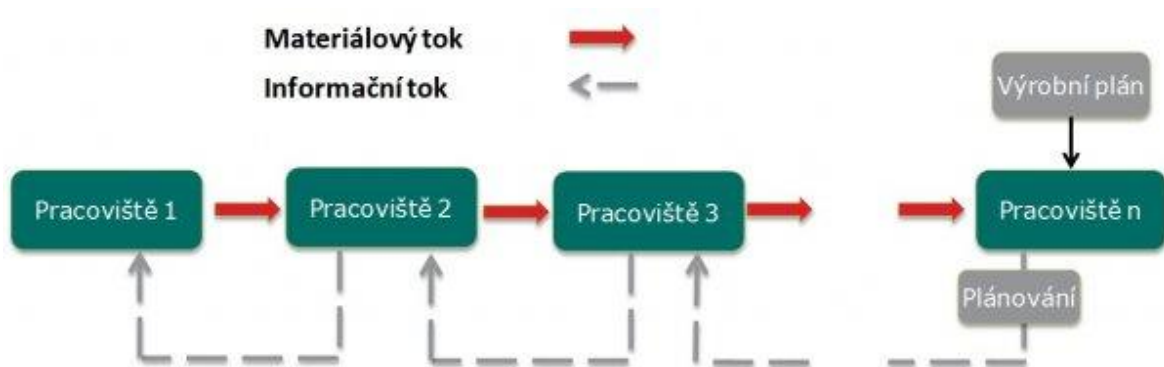 Materiálový tok
Informační tok
Výrobní plán
Pracoviště 1
Pracoviště 2
Pracoviště 3
Pracoviště n
Plánování